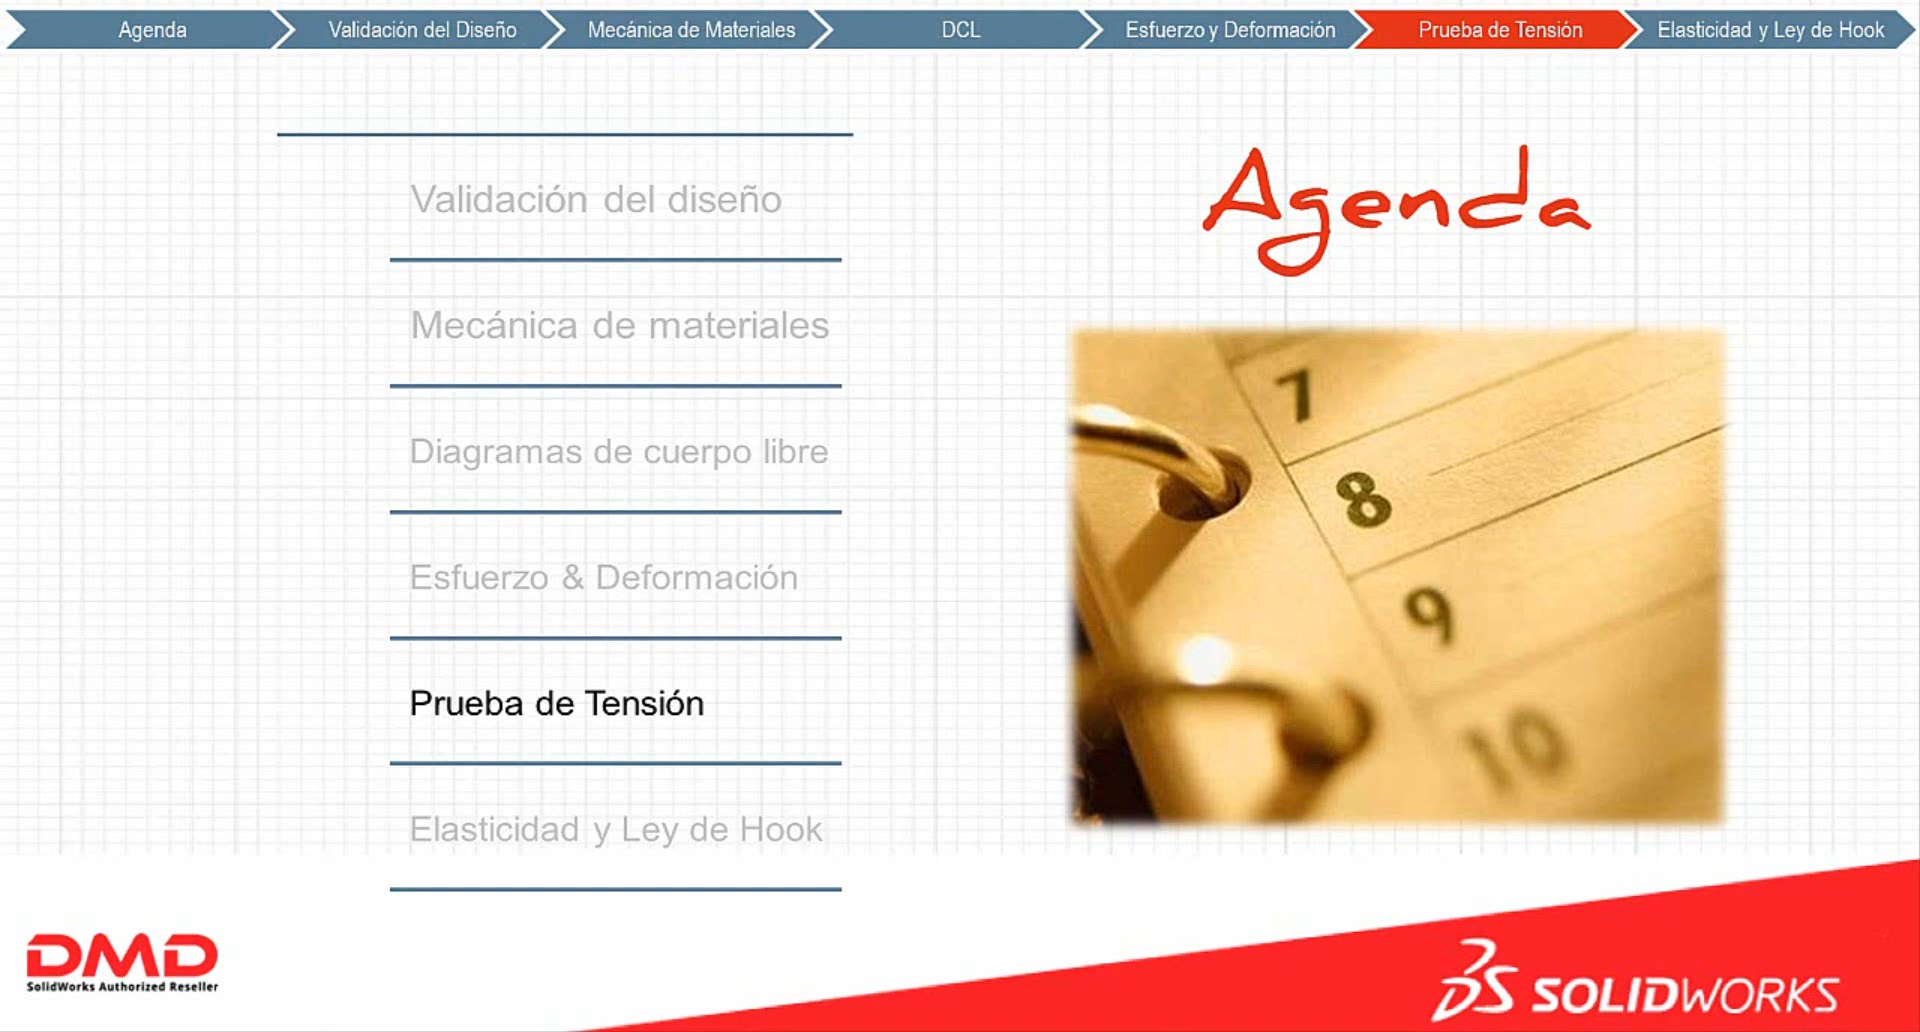 Agenda
Validación del Diseño
Mecánica de Materiales
DCL
Esfuerzo y Deformación
Prueba de Tensión
Elasticidad y Ley de Hook
Validación del diseño
Mecánica de materiales
Diagramas de cuerpo libre
Esfuerzo & Deformación
Prueba de Tensión
Elasticidad y Ley de Hook
Agenda
7
8
9
10
DMD
SolidWorks Authorized Reseller
3S SOLIDWORKS